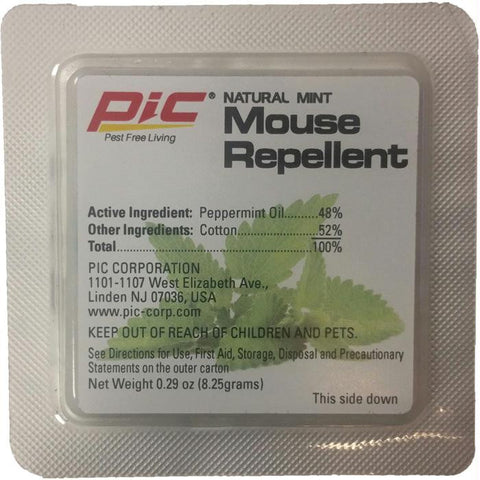 PiC®
Pest Free Living
NATURAL MINT
Mouse
Repellent
Active Ingredient: Peppermint Oil..........48%
Other Ingredients: Cotton.......................52%
Total.........................................................100%
PIC CORPORATION
1101-1107 West Elizabeth Ave.,
Linden NJ 07036, USA
www.pic-corp.com
KEEP OUT OF REACH OF CHILDREN AND PETS.
See Directions for Use, First Aid, Storage, Disposal and Precautionary
Statements on the outer carton
Net Weight 0.29 oz (8.25grams)
This side down